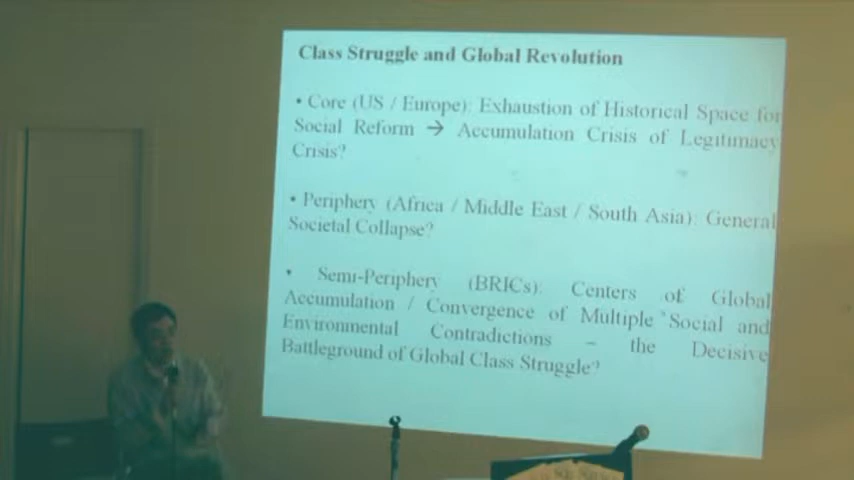 Class Struggle and Global Revolution
• Core (US / Europe): Exhaustion of Historical Space for
Social Reform → Accumulation Crisis of Legitimacy
Crisis?
• Periphery (Africa / Middle East / South Asia): General
Societal Collapse?
• Semi-Periphery (BRICs): Centers of Global
Accumulation / Convergence of Multiple Social and
Environmental Contradictions – the Decisive
Battleground of Global Class Struggle?